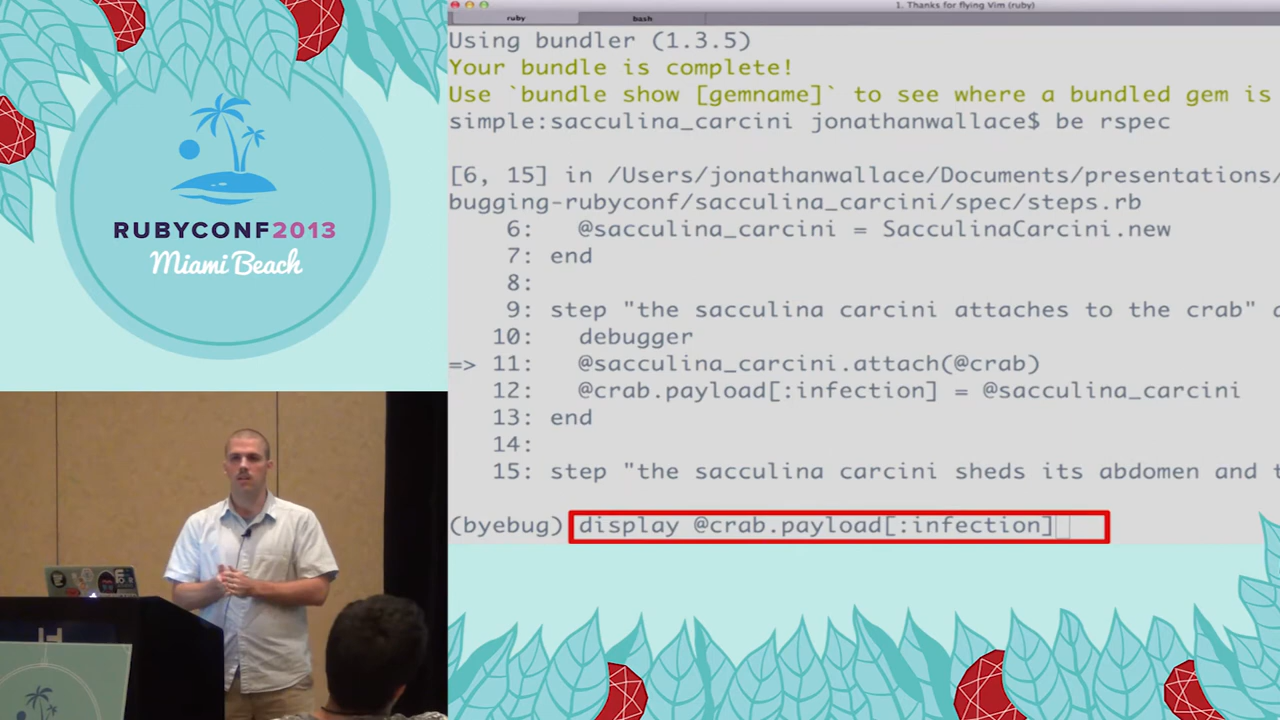 RUBYCONF2013
Miami Beach
1. Thanks for flying Vim (ruby)
ruby
bash
Using bundler (1.3.5)
Your bundle is complete!
Use `bundle show [gemname]` to see where a bundled gem is
simple:sacculina_carcini jonathanwallace$ be rspec
[6, 15] in /Users/jonathanwallace/Documents/presentations/
bugging-rubyconf/sacculina_carcini/spec/steps.rb
6: @sacculina_carcini = SacculinaCarcini.new
7: end
8:
9: step "the sacculina carcini attaches to the crab"
10: debugger
=> 11: @sacculina_carcini.attach(@crab)
12: @crab.payload[:infection] = @sacculina_carcini
13: end
14:
15: step "the sacculina carcini sheds its abdomen and
(byebug) display @crab.payload[:infection]